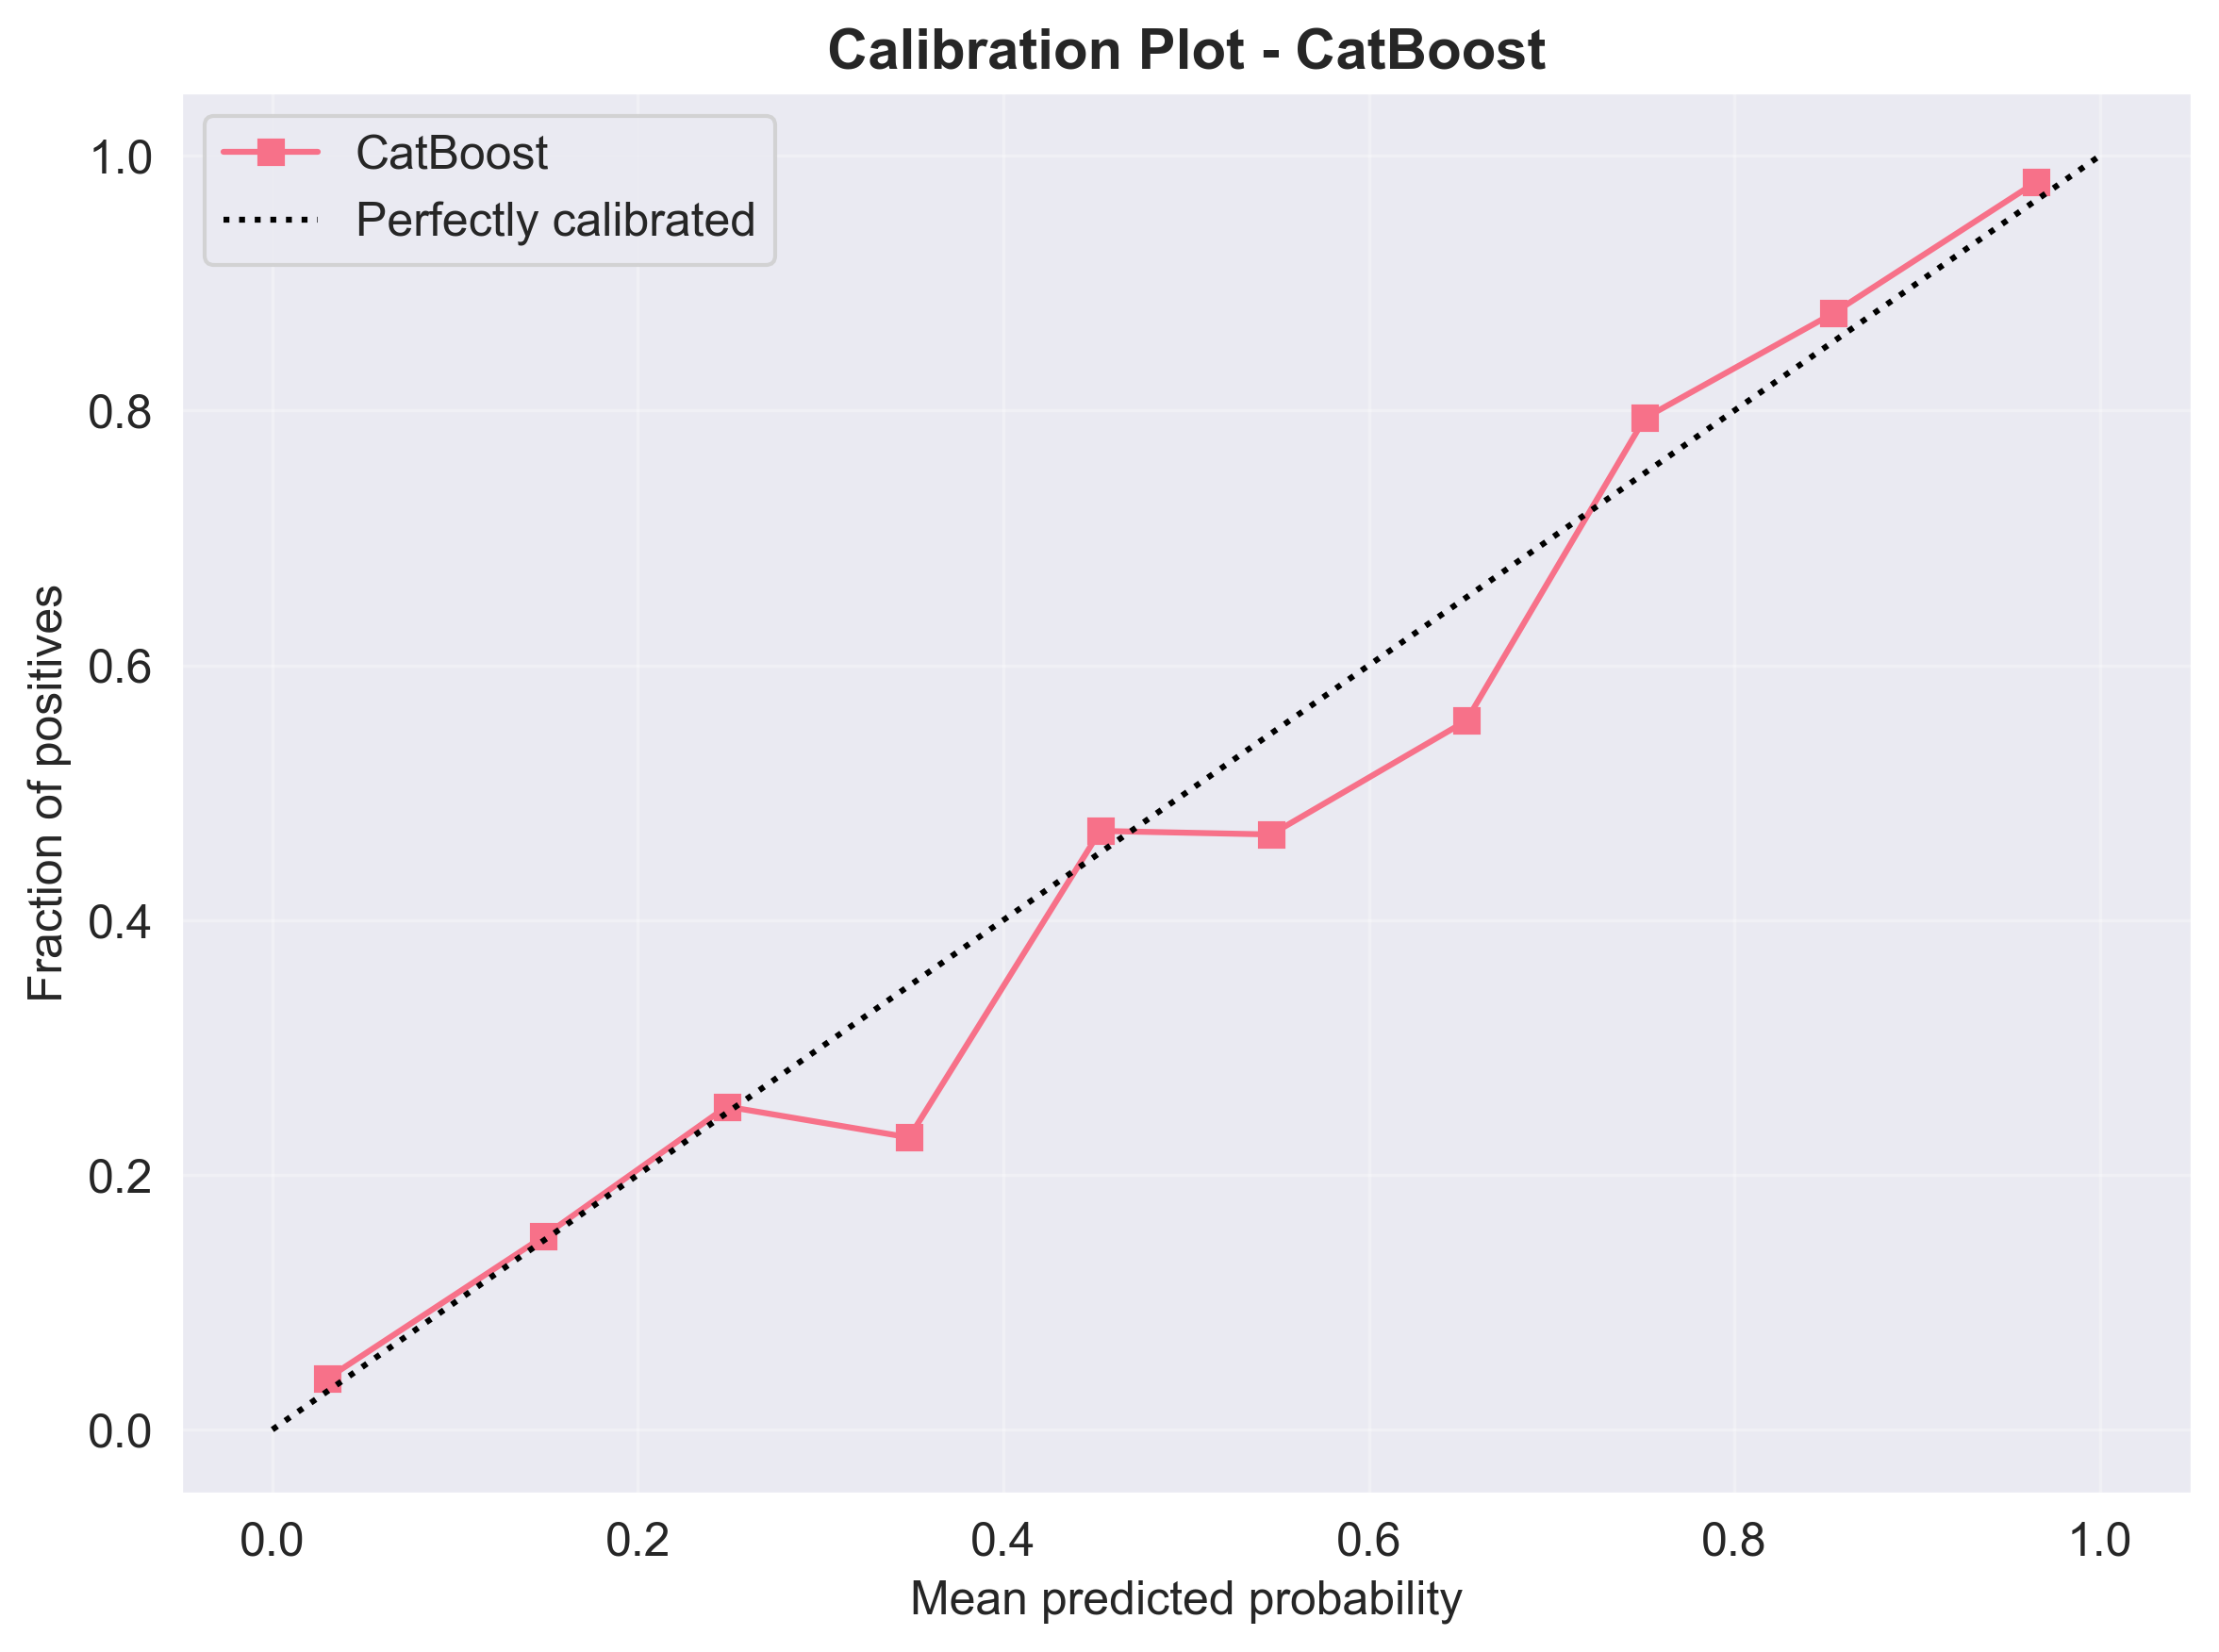 Calibration Plot - CatBoost
CatBoost
Perfectly calibrated
1.0
0.8
0.6
0.4
0.2
0.0
Fraction of positives
0.0 0.2 0.4 0.6 0.8 1.0
Mean predicted probability